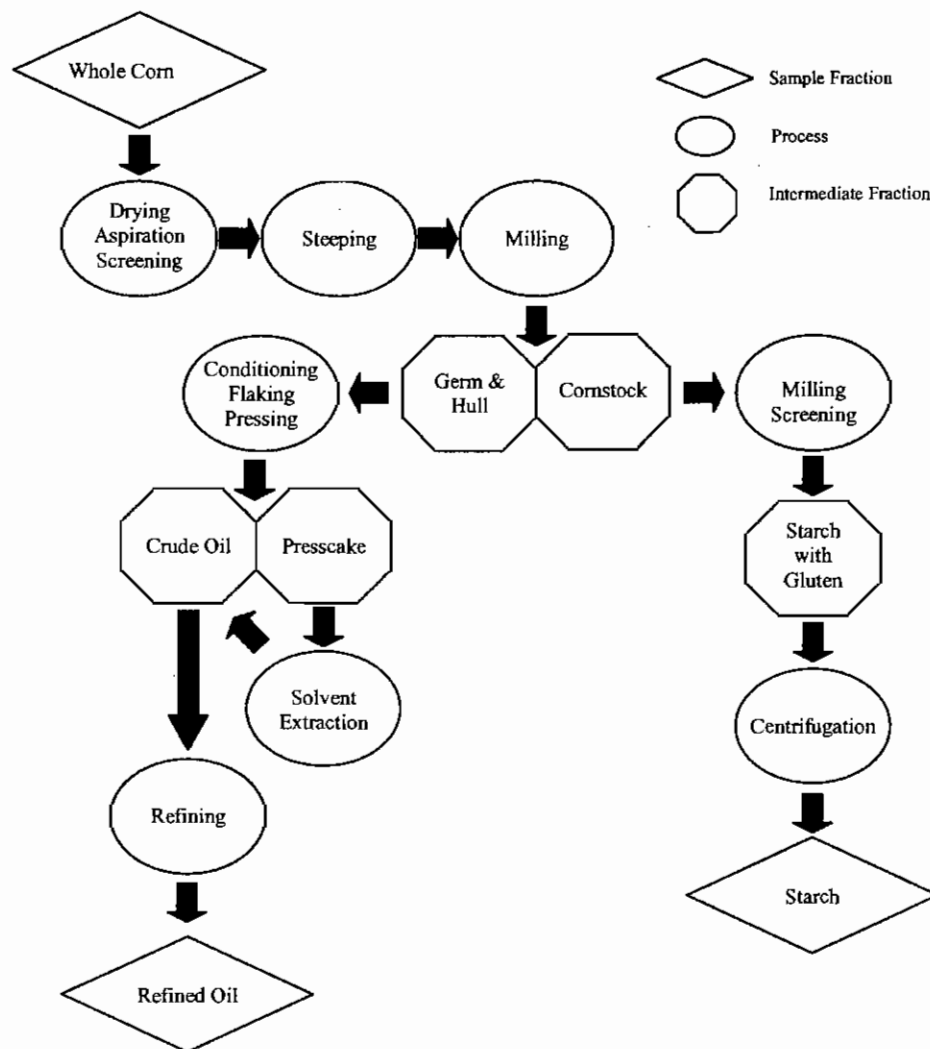 Whole Corn
Sample Fraction
Process
Intermediate Fraction
Drying
Aspiration
Screening
Steeping
Milling
Conditioning
Flaking
Pressing
Germ &
Hull
Cornstock
Milling
Screening
Crude Oil
Presscake
Starch
with
Gluten
Solvent
Extraction
Centrifugation
Refining
Starch
Refined Oil